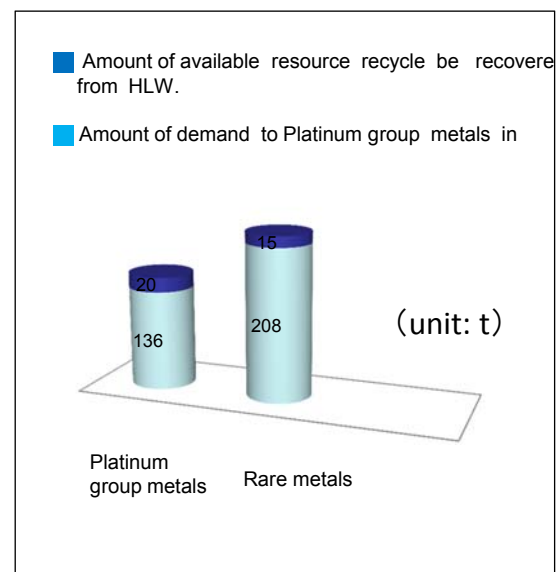 Amount of available resource recycle be recovere
from HLW.
Amount of demand to Platinum group metals in
15
20
208
136
（unit: t）
Platinum
group metals
Rare metals